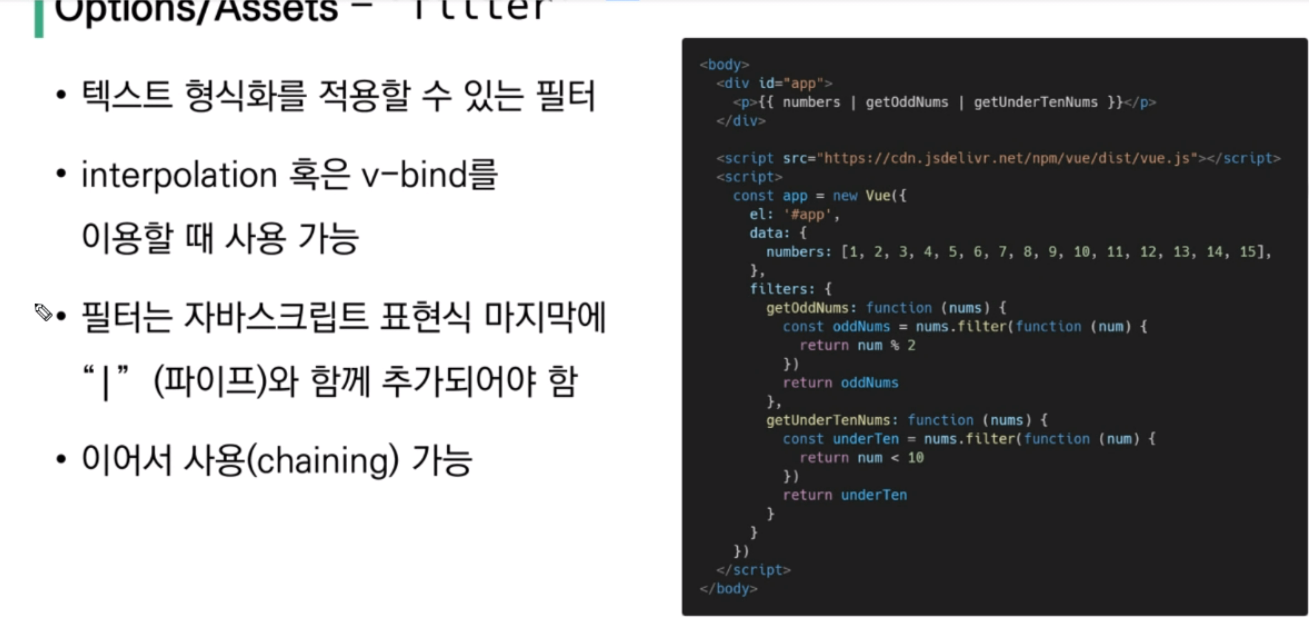 Options/Assets – `filter`
• 텍스트 형식화를 적용할 수 있는 필터
• interpolation 혹은 v-bind를
이용할 때 사용 가능
• 필터는 자바스크립트 표현식 마지막에
“|” (파이프)와 함께 추가되어야 함
• 이어서 사용(chaining) 가능
<body>
  <div id="app">
    <p>{{ numbers | getOddNums | getUnderTenNums }}</p>
  </div>

  <script src="https://cdn.jsdelivr.net/npm/vue/dist/vue.js"></script>
  <script>
    const app = new Vue({
      el: '#app',
      data: {
        numbers: [1, 2, 3, 4, 5, 6, 7, 8, 9, 10, 11, 12, 13, 14, 15],
      },
      filters: {
        getOddNums: function (nums) {
          const oddNums = nums.filter(function (num) {
            return num % 2
          })
          return oddNums
        },
        getUnderTenNums: function (nums) {
          const underTen = nums.filter(function (num) {
            return num < 10
          })
          return underTen
        }
      }
    })
  </script>
</body>